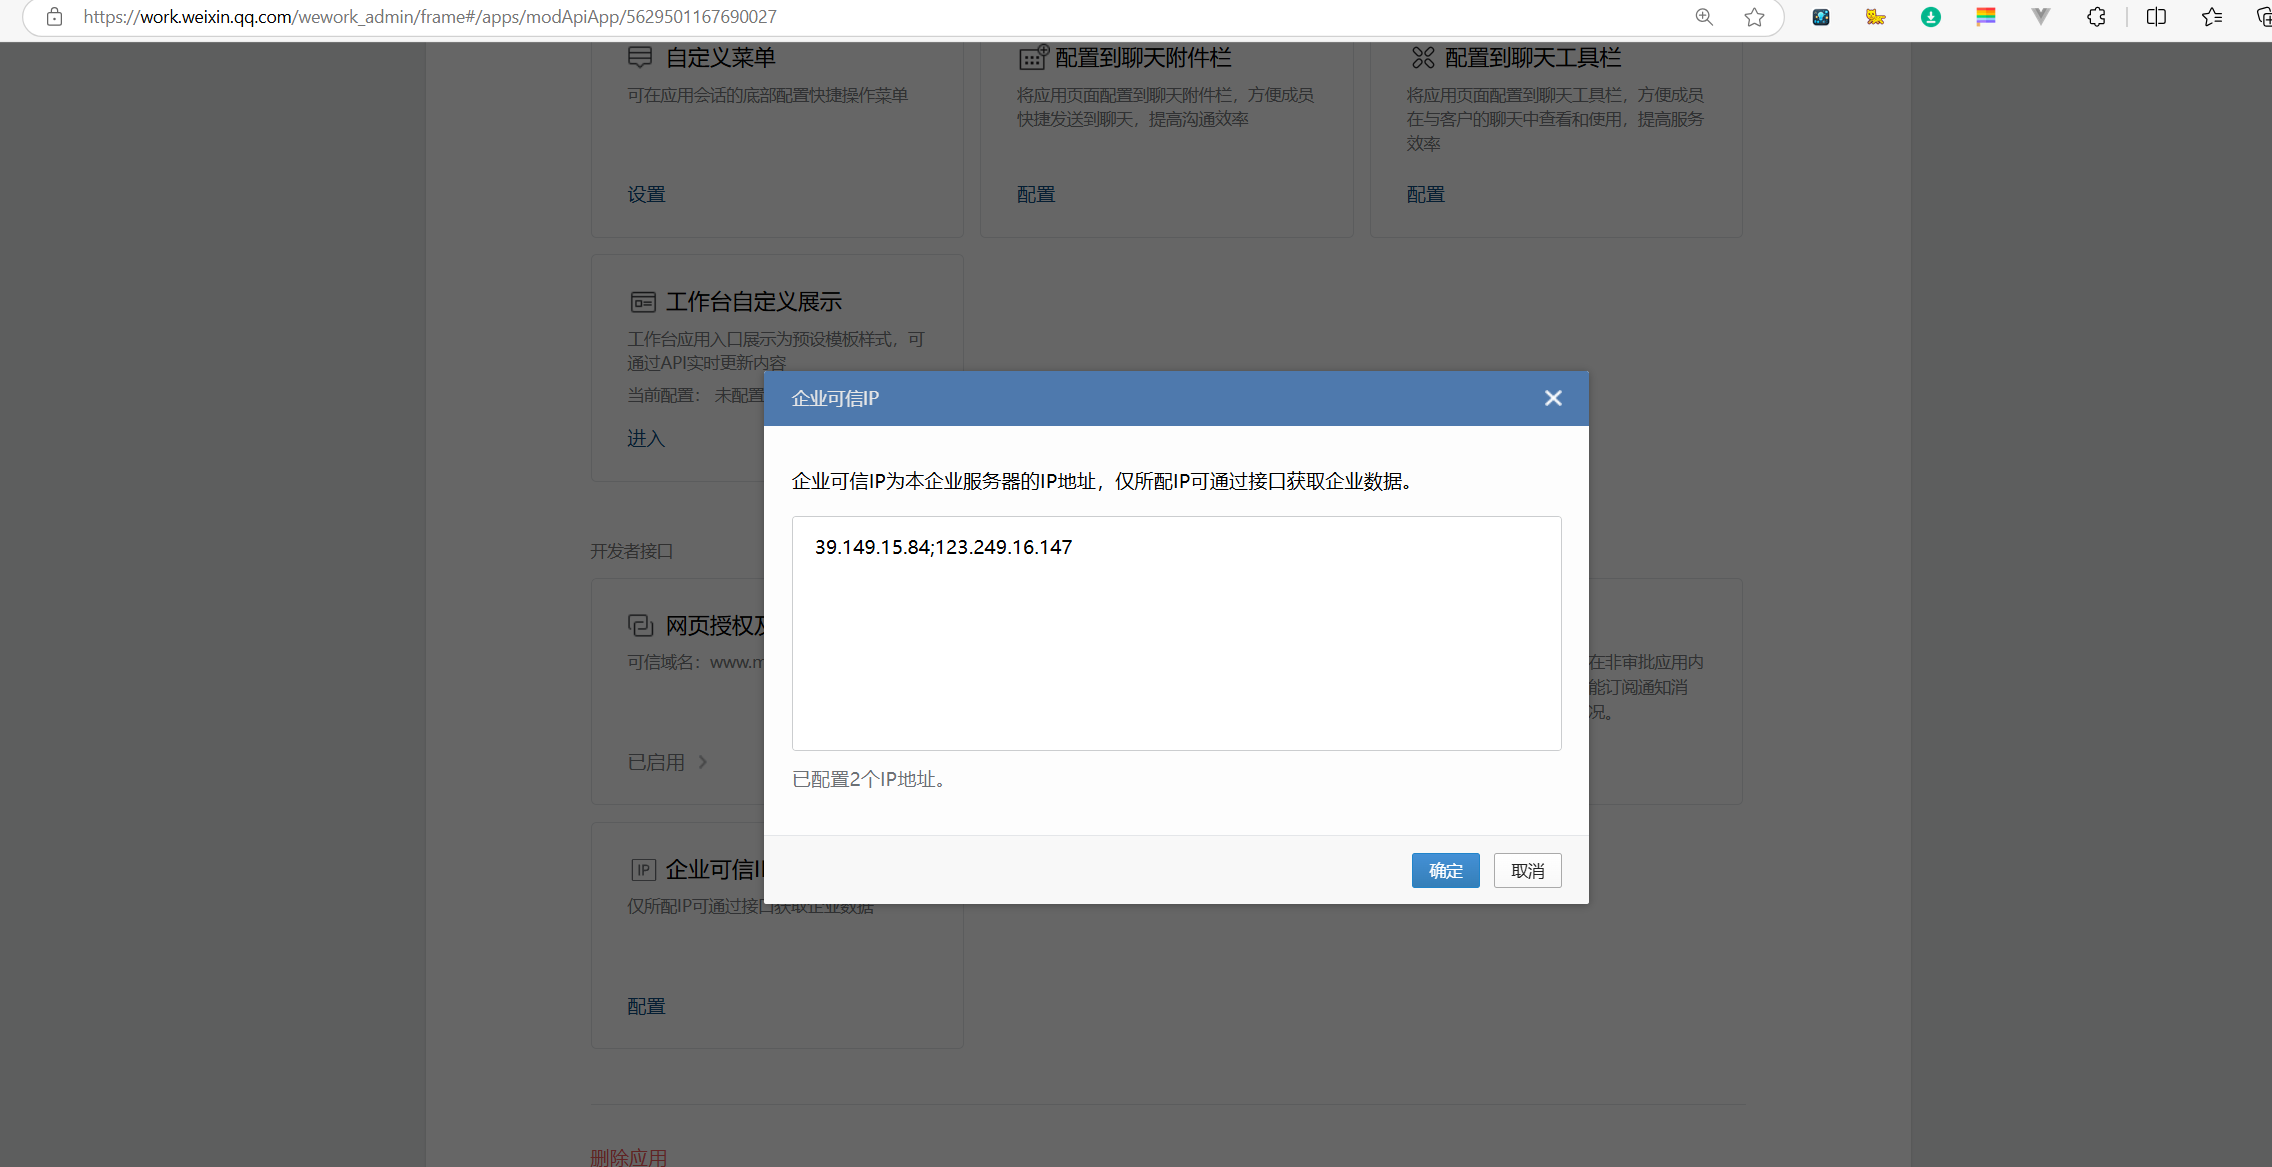 https://work.weixin.qq.com/wework_admin/frame#/apps/modApiApp/5629501167690027
自定义菜单
可在应用会话的底部配置快捷操作菜单
设置
配置到聊天附件栏
将应用页面配置到聊天附件栏，方便成员
快捷发送到聊天，提高沟通效率
配置
配置到聊天工具栏
将应用页面配置到聊天工具栏，方便成员
在与客户的聊天中查看和使用，提高服务
效率
配置
工作台自定义展示
工作台应用入口展示为预设模板样式，可
通过API实时更新内容
当前配置： 未配置
进入
企业可信IP
企业可信IP为本企业服务器的IP地址，仅所配IP可通过接口获取企业数据。
39.149.15.84;123.249.16.147
已配置2个IP地址。
确定
取消
开发者接口
网页授权及
可信域名：www.m
已启用
在非审批应用内
能订阅通知消
况。
IP
企业可信I
仅所配IP可通过接口获取企业数据
配置
删除应用